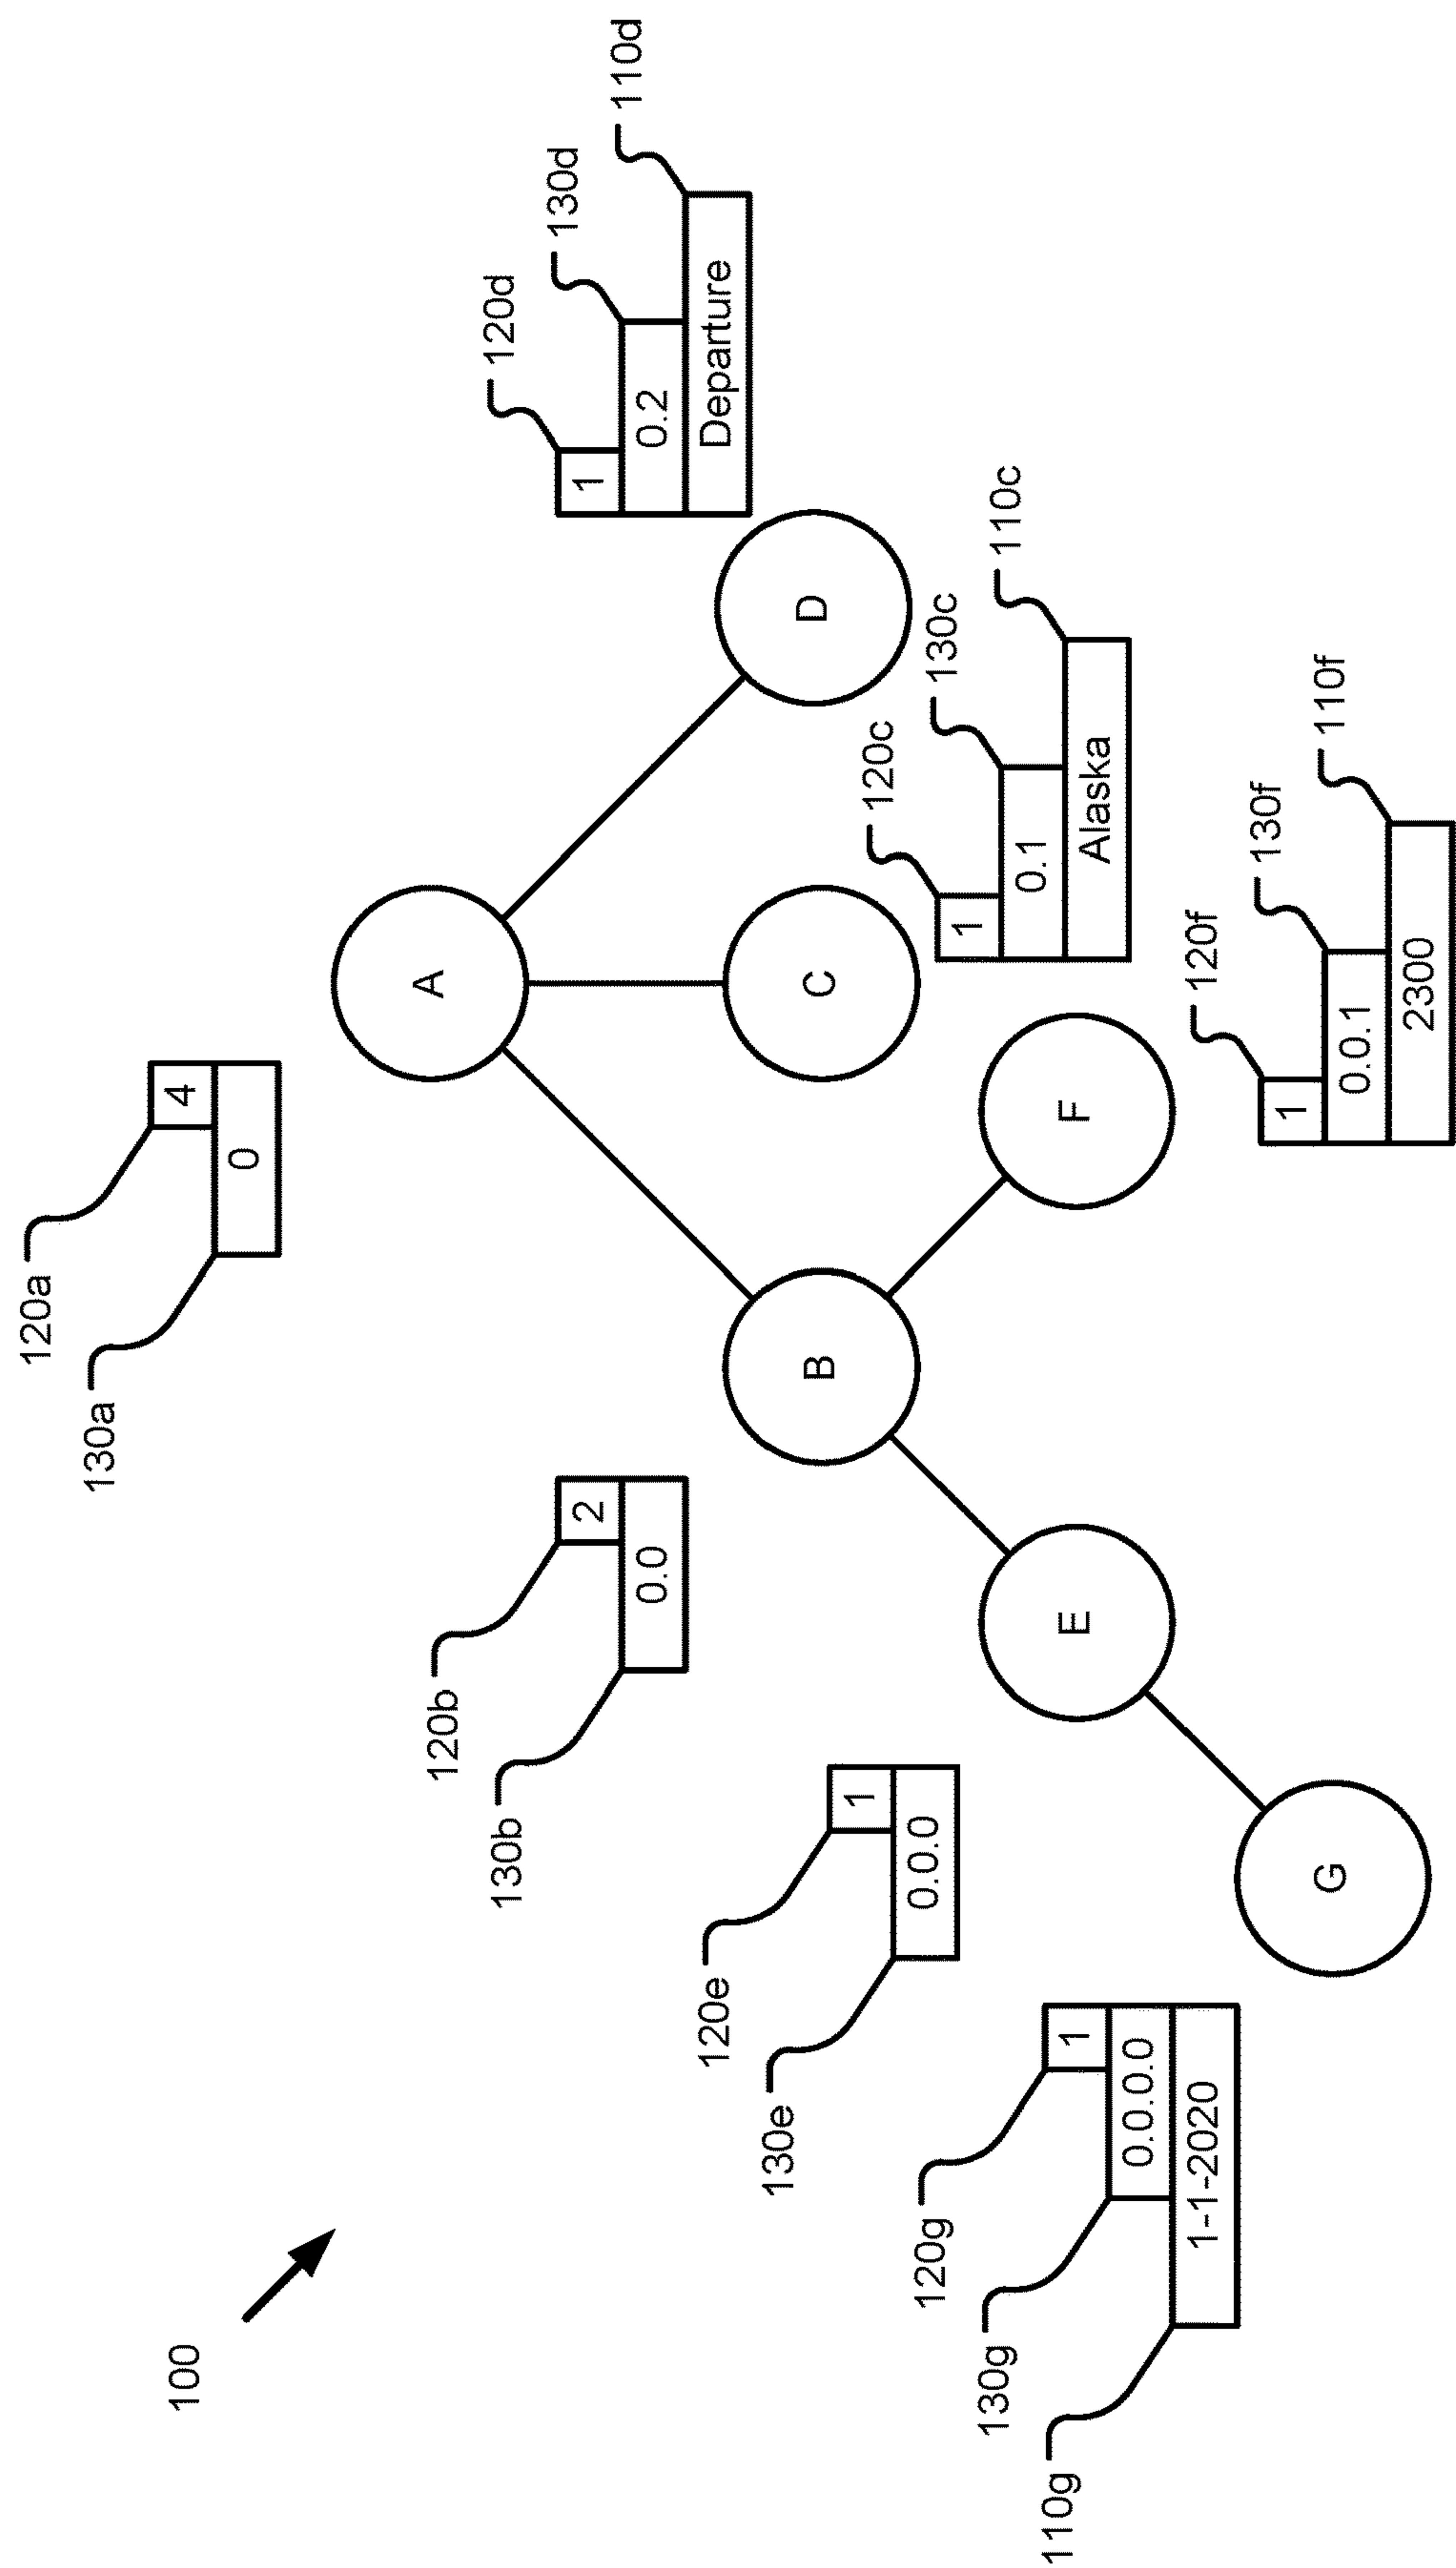 100
120a
130a
4
0
A
120b
130b
2
0.0
120d
130d
110d
1
0.2
Departure
B
C
D
120e
130e
1
0.0.0
120c
130c
110c
1
0.1
Alaska
E
F
120g
130g
110g
1
0.0.0.0
1-1-2020
G
120f
130f
110f
1
0.0.1
2300